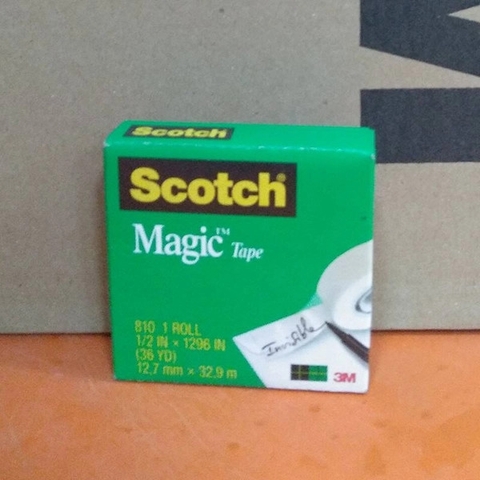 Scotch
Scotch®
Magic™ Tape
810 1 ROLL
1/2 IN × 1296 IN
(36 YD)
12.7 mm × 32.9 m
Invisible
3M